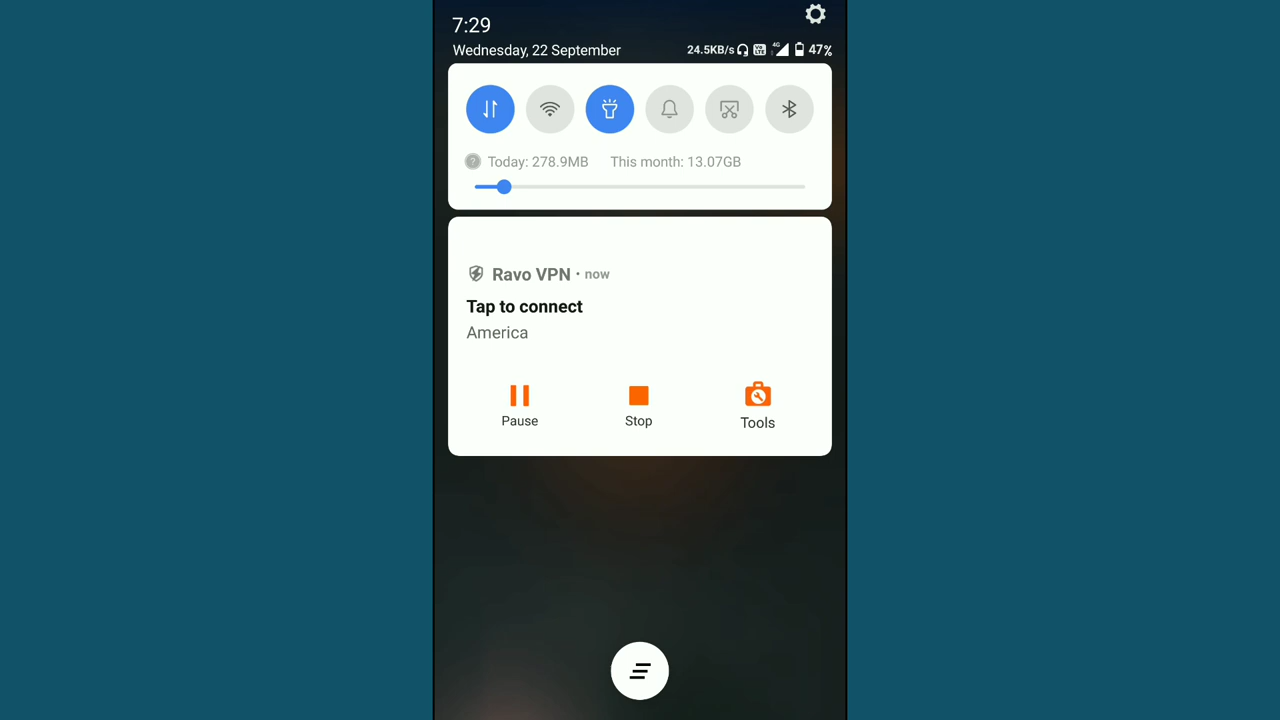 7:29
Wednesday, 22 September
24.5KB/s 4G 47%
Today: 278.9MB This month: 13.07GB
Ravo VPN · now
Tap to connect
America
Pause Stop Tools